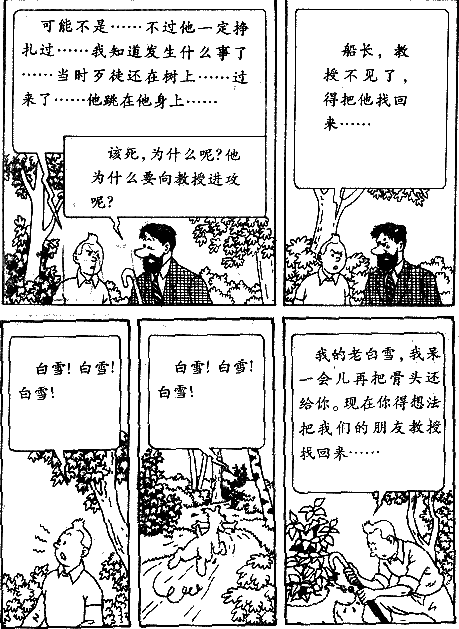 可能不是……不过他一定挣
扎过……我知道发生什么事了
……当时歹徒还在树上……过
来了……他跳在他身上……
该死,为什么呢?他
为什么要向教授进攻
呢?
船长,教
授不见了,
得把他找回
来……
白雪!白雪!
白雪!
白雪!白雪!
白雪!
我的老白雪,我呆
一会儿再把骨头还
给你。现在你得想法
把我们的朋友教授
找回来……